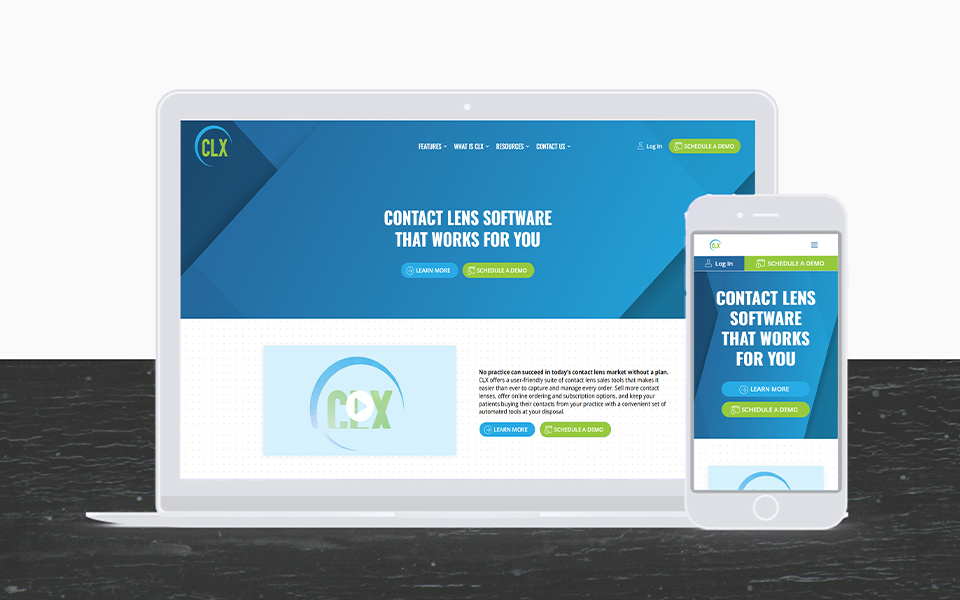 CLX
FEATURES
WHAT IS CLX
RESOURCES
CONTACT US
Log In
SCHEDULE A DEMO
CONTACT LENS SOFTWARE
THAT WORKS FOR YOU
LEARN MORE
SCHEDULE A DEMO
CLX
No practice can succeed in today's contact lens market without a plan.
CLX offers a user-friendly suite of contact lens sales tools that makes it
easier than ever to capture and manage every order. Sell more contact
lenses, offer online ordering and subscription options, and keep your
patients buying their contacts from your practice with a convenient set of
automated tools at your disposal.
LEARN MORE
SCHEDULE A DEMO
CLX
Log In
SCHEDULE A DEMO
CONTACT LENS
SOFTWARE
THAT WORKS
FOR YOU
LEARN MORE
SCHEDULE A DEMO